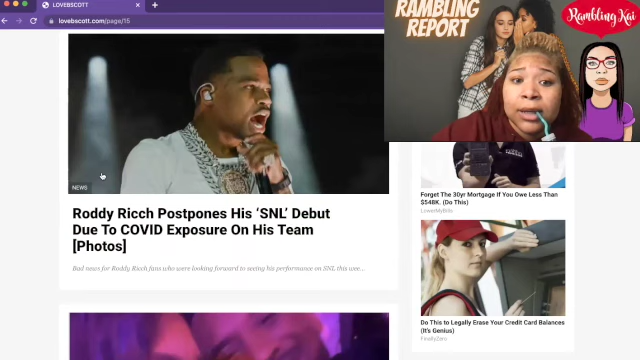 LOVEBSCOTT
lovebscott.com/page/15
RAMBLING
REPORT
Rambling Kai
NEWS
Roddy Ricch Postpones His ‘SNL’ Debut
Due To COVID Exposure On His Team
[Photos]
Bad news for Roddy Ricch fans who were looking forward to seeing his performance on SNL this wee...
Forget The 30yr Mortgage If You Owe Less Than
$548K. (Do This)
LowerMyBills
Do This to Legally Erase Your Credit Card Balances
(It's Genius)
FinallyZero